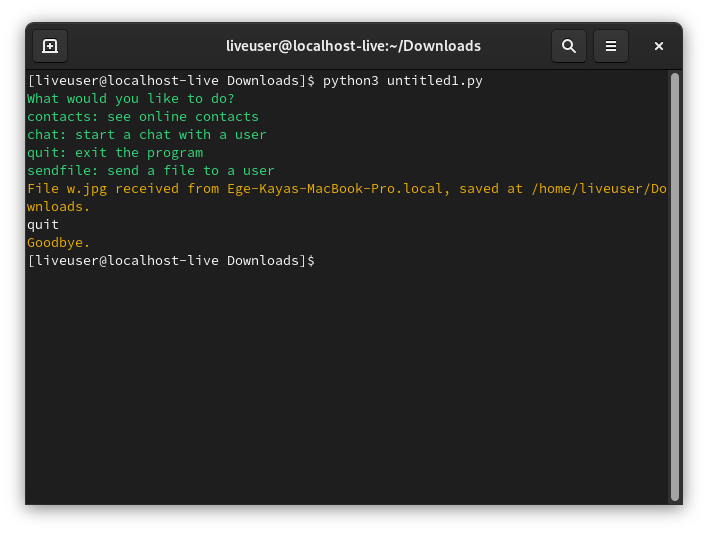 liveuser@localhost-live:~/Downloads
[liveuser@localhost-live Downloads]$ python3 untitled1.py
What would you like to do?
contacts: see online contacts
chat: start a chat with a user
quit: exit the program
sendfile: send a file to a user
File w.jpg received from Ege-Kayas-MacBook-Pro.local, saved at /home/liveuser/Do
wnloads.
quit
Goodbye.
[liveuser@localhost-live Downloads]$